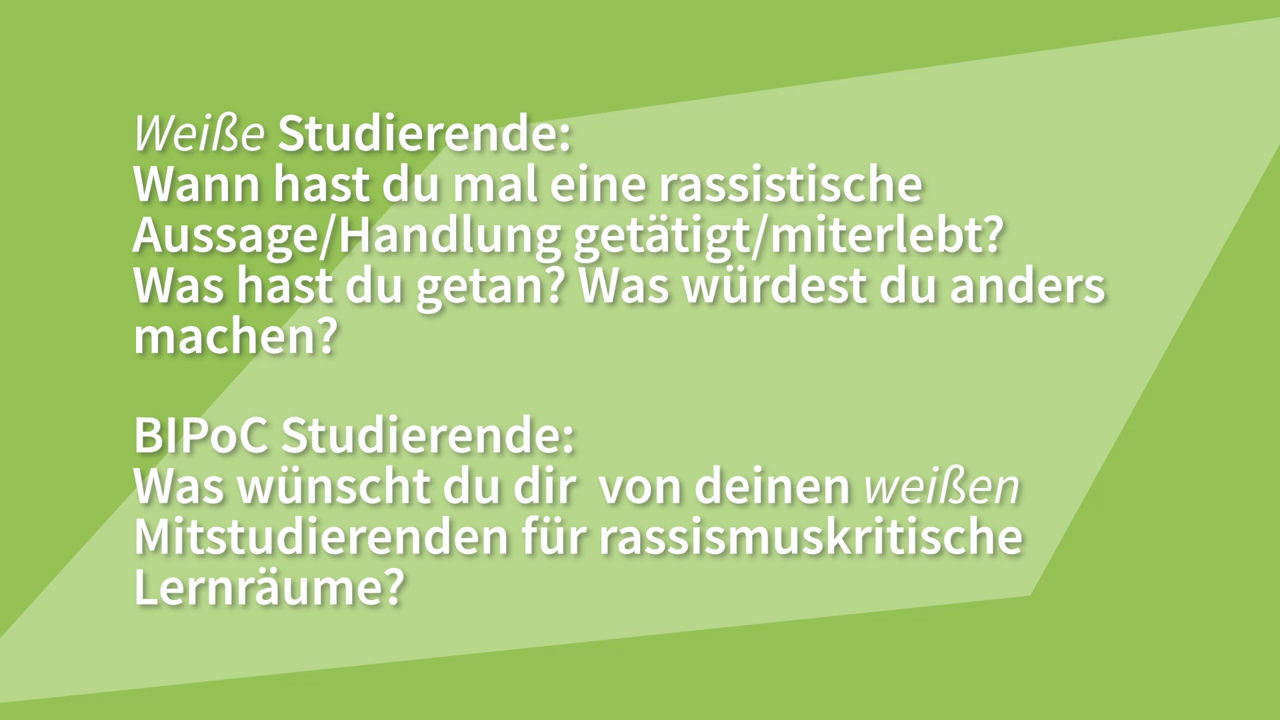 Weiße Studierende:
Wann hast du mal eine rassistische
Aussage/Handlung getätigt/miterlebt?
Was hast du getan? Was würdest du anders
machen?
BIPoC Studierende:
Was wünscht du dir  von deinen weißen
Mitstudierenden für rassismuskritische
Lernräume?